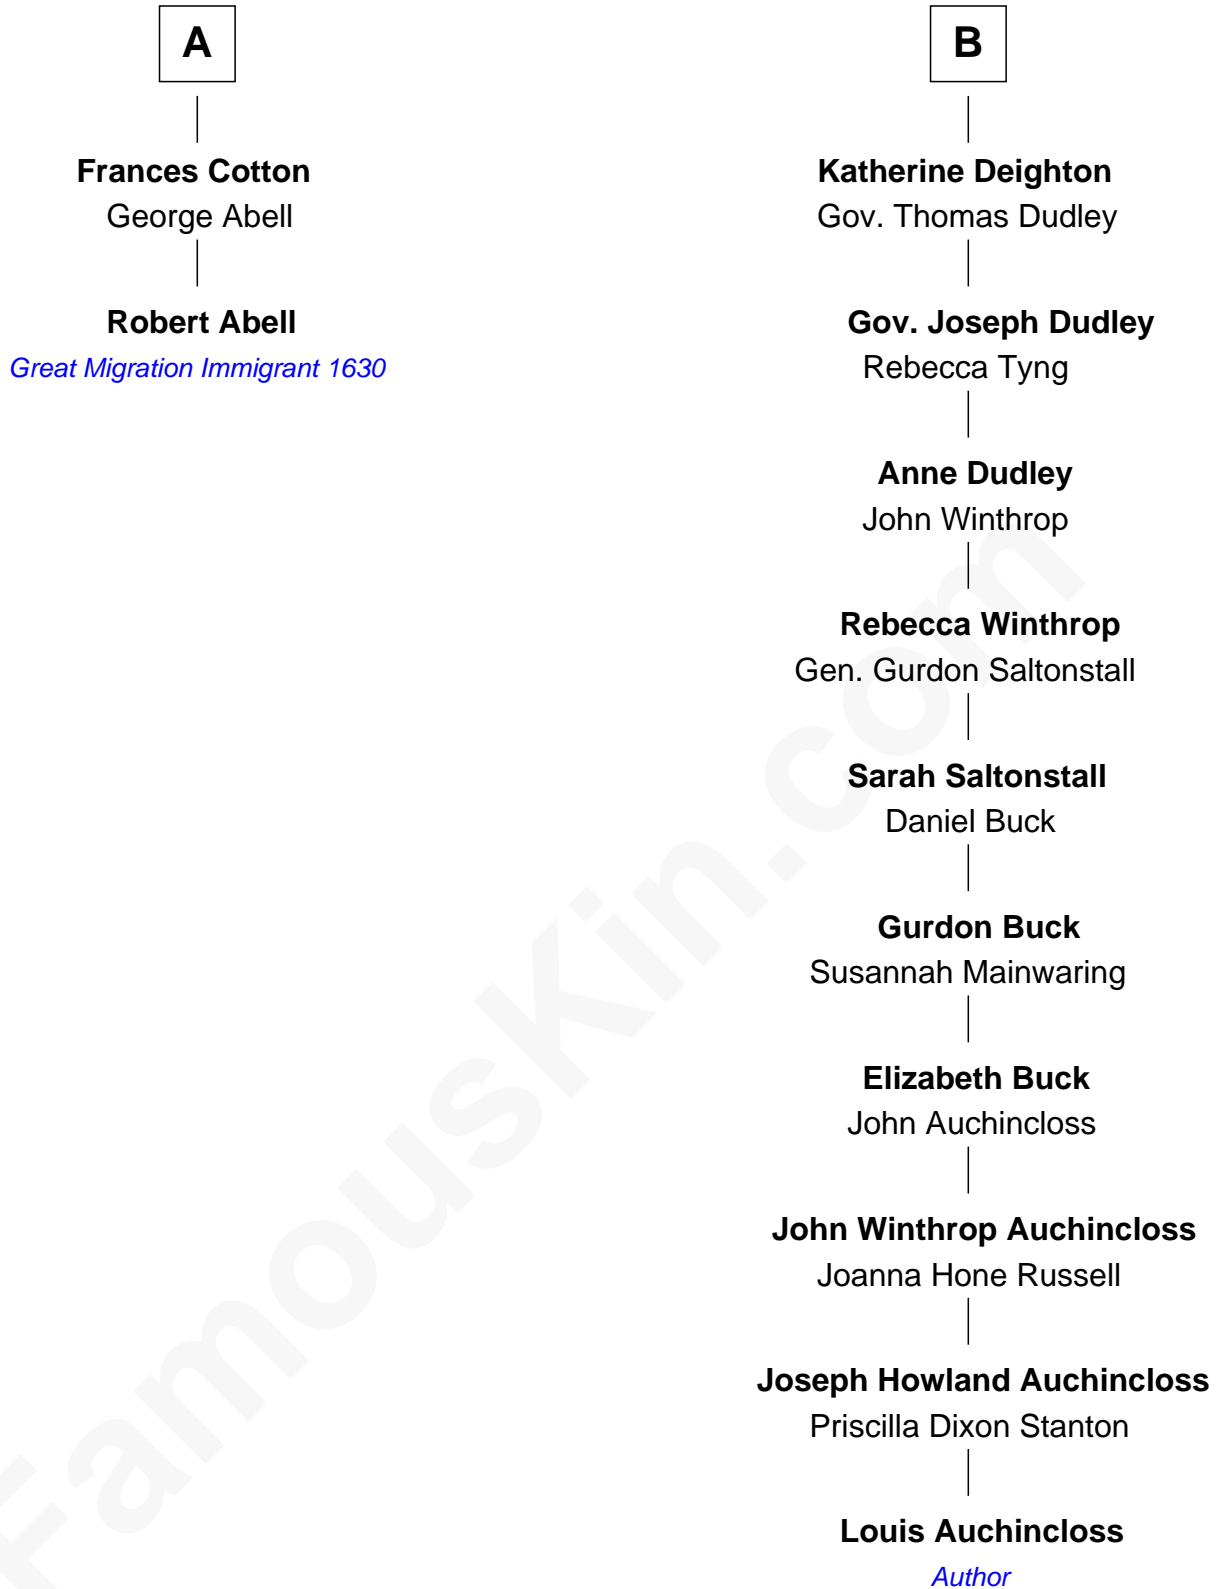 A
Frances Cotton
George Abell
Robert Abell
Great Migration Immigrant 1630
B
Katherine Deighton
Gov. Thomas Dudley
Gov. Joseph Dudley
Rebecca Tyng
Anne Dudley
John Winthrop
Rebecca Winthrop
Gen. Gurdon Saltonstall
Sarah Saltonstall
Daniel Buck
Gurdon Buck
Susannah Mainwaring
Elizabeth Buck
John Auchincloss
John Winthrop Auchincloss
Joanna Hone Russell
Joseph Howland Auchincloss
Priscilla Dixon Stanton
Louis Auchincloss
Author
FamousKin.com